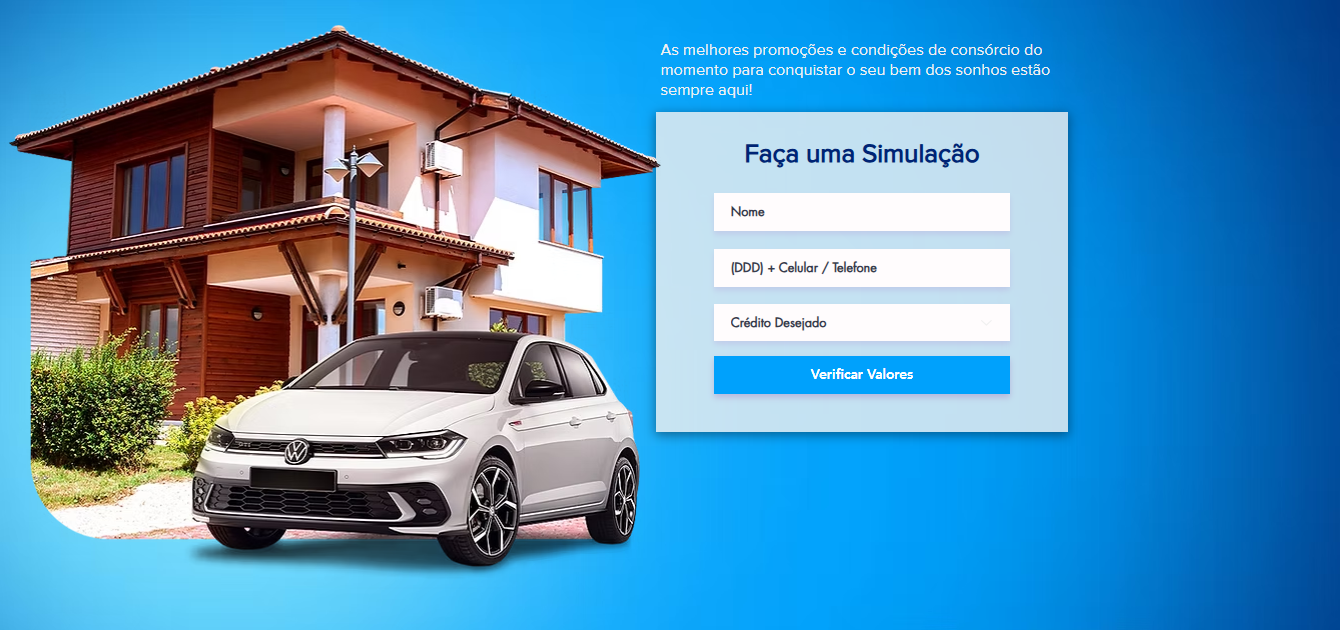 As melhores promoções e condições de consórcio do
momento para conquistar o seu bem dos sonhos estão
sempre aqui!
Faça uma Simulação
Nome
(DDD) + Celular / Telefone
Crédito Desejado
Verificar Valores